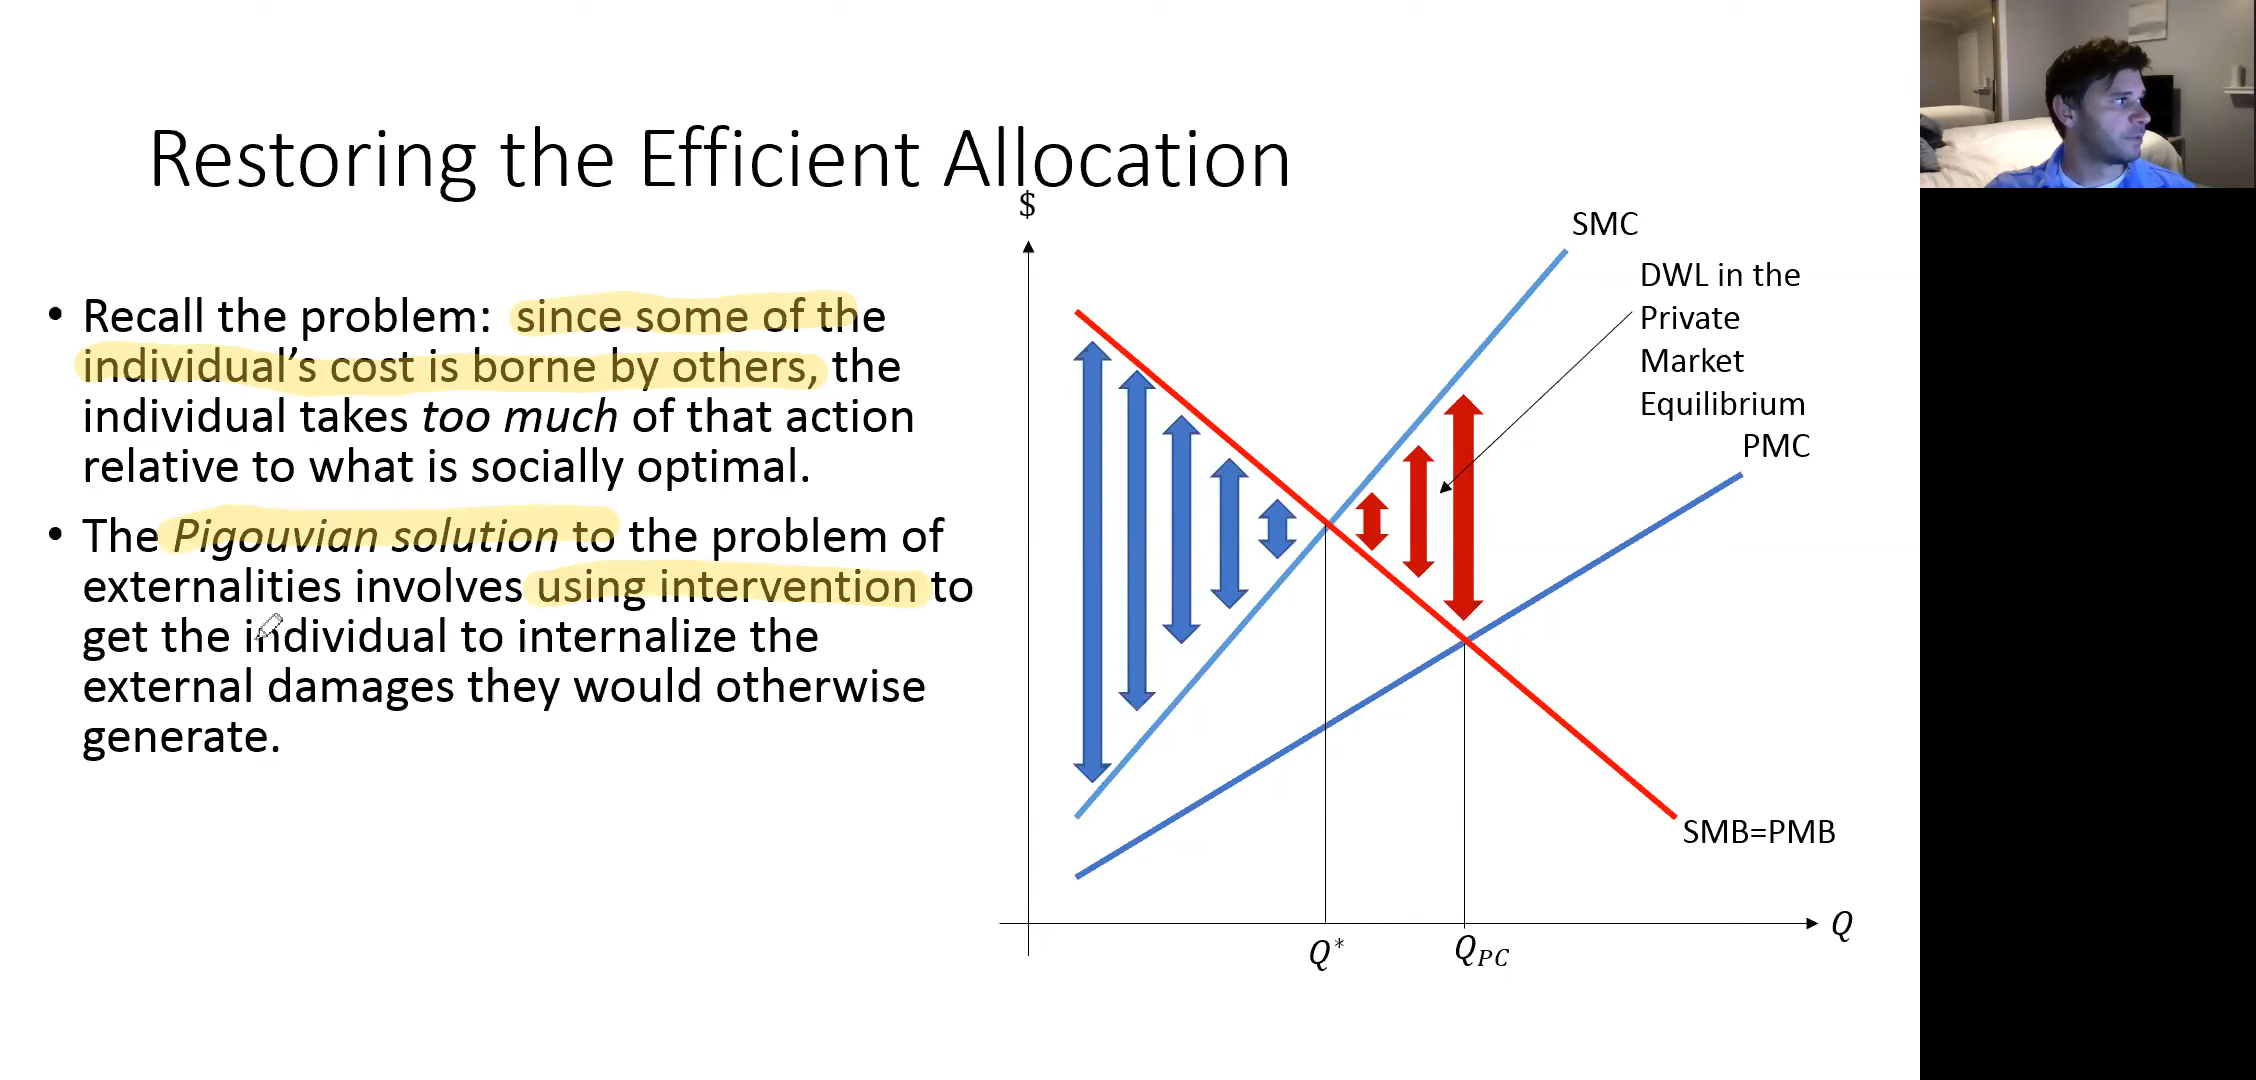 Restoring the Efficient Allocation
• Recall the problem: since some of the
individual’s cost is borne by others, the
individual takes too much of that action
relative to what is socially optimal.
• The Pigouvian solution to the problem of
externalities involves using intervention to
get the individual to internalize the
external damages they would otherwise
generate.
$
SMC
DWL in the
Private
Market
Equilibrium
PMC
SMB=PMB
Q
Q*
Q_PC